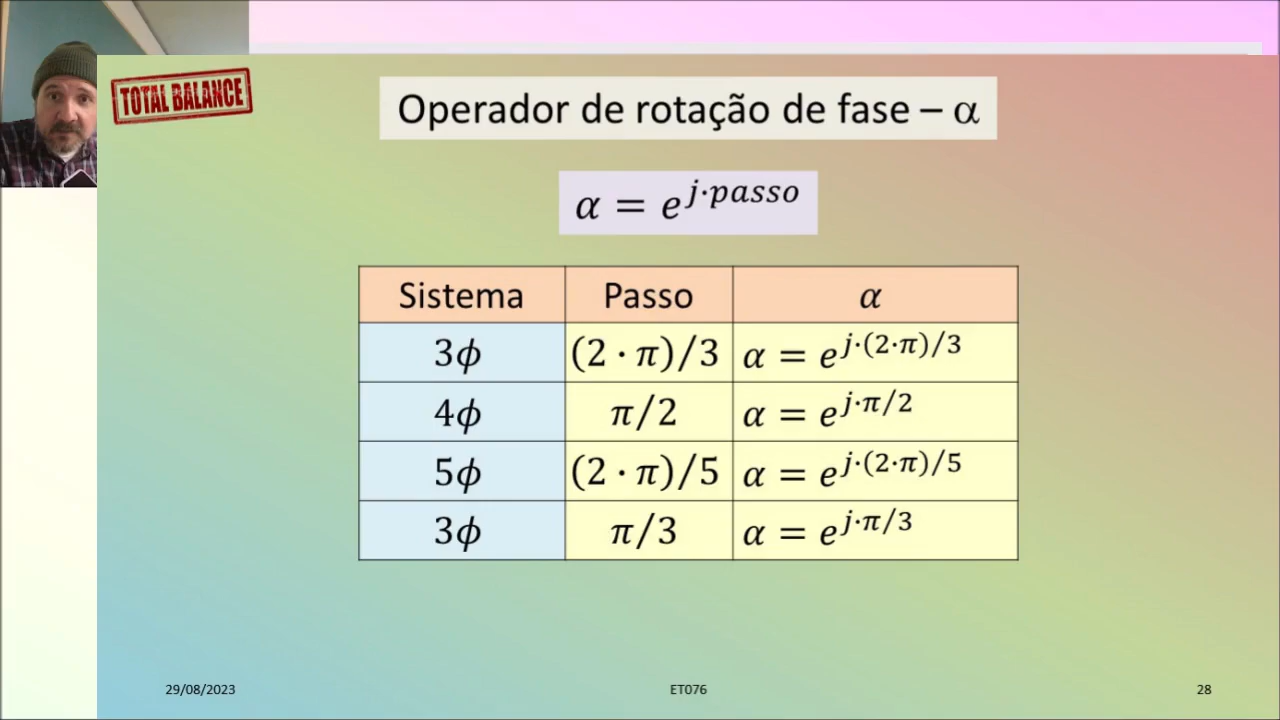 TOTAL BALANCE
Operador de rotação de fase – α
α = e^{j·passo}
Sistema Passo α
3ϕ (2 · π)/3 α = e^{j·(2·π)/3}
4ϕ π/2 α = e^{j·π/2}
5ϕ (2 · π)/5 α = e^{j·(2·π)/5}
3ϕ π/3 α = e^{j·π/3}
29/08/2023 ET076 28